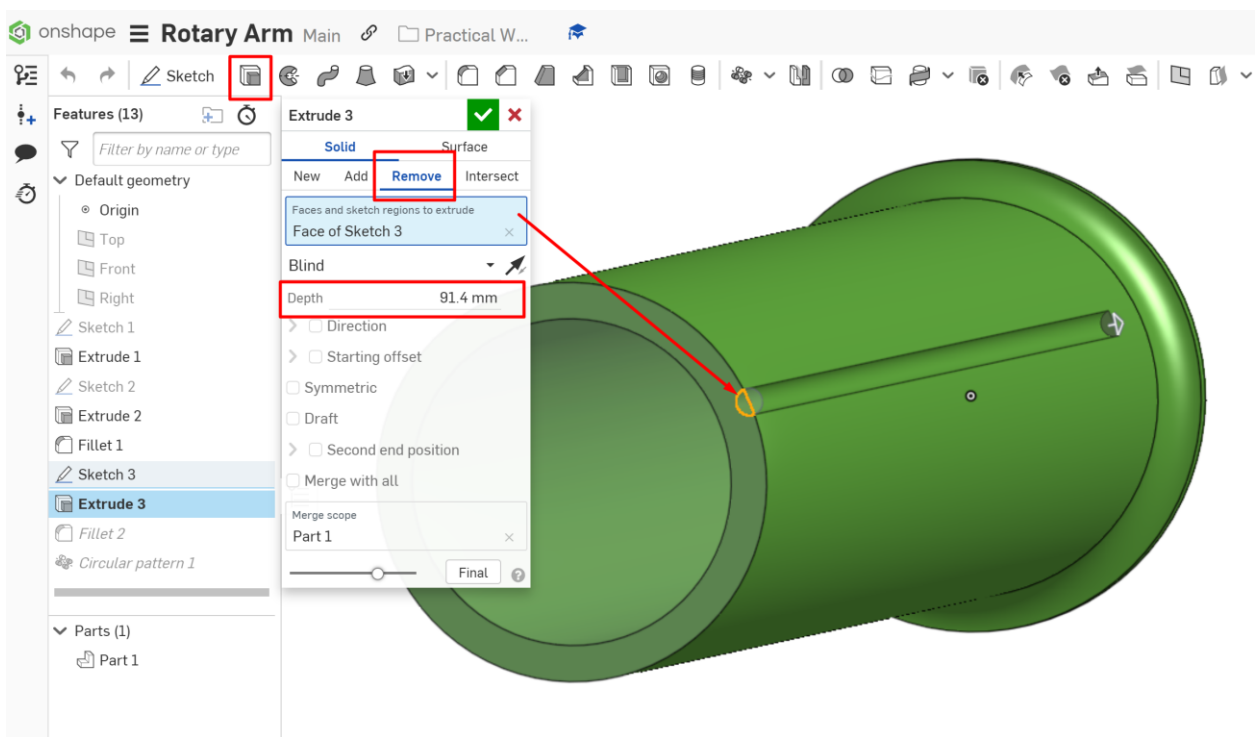 onshape Rotary Arm Main Practical W...
Sketch
Features (13)
Filter by name or type
Default geometry
Origin
Top
Front
Right
Sketch 1
Extrude 1
Sketch 2
Extrude 2
Fillet 1
Sketch 3
Extrude 3
Fillet 2
Circular pattern 1
Parts (1)
Part 1
Extrude 3
Solid Surface
New Add Remove Intersect
Faces and sketch regions to extrude
Face of Sketch 3
Blind
Depth 91.4 mm
Direction
Starting offset
Symmetric
Draft
Second end position
Merge with all
Merge scope
Part 1
Final